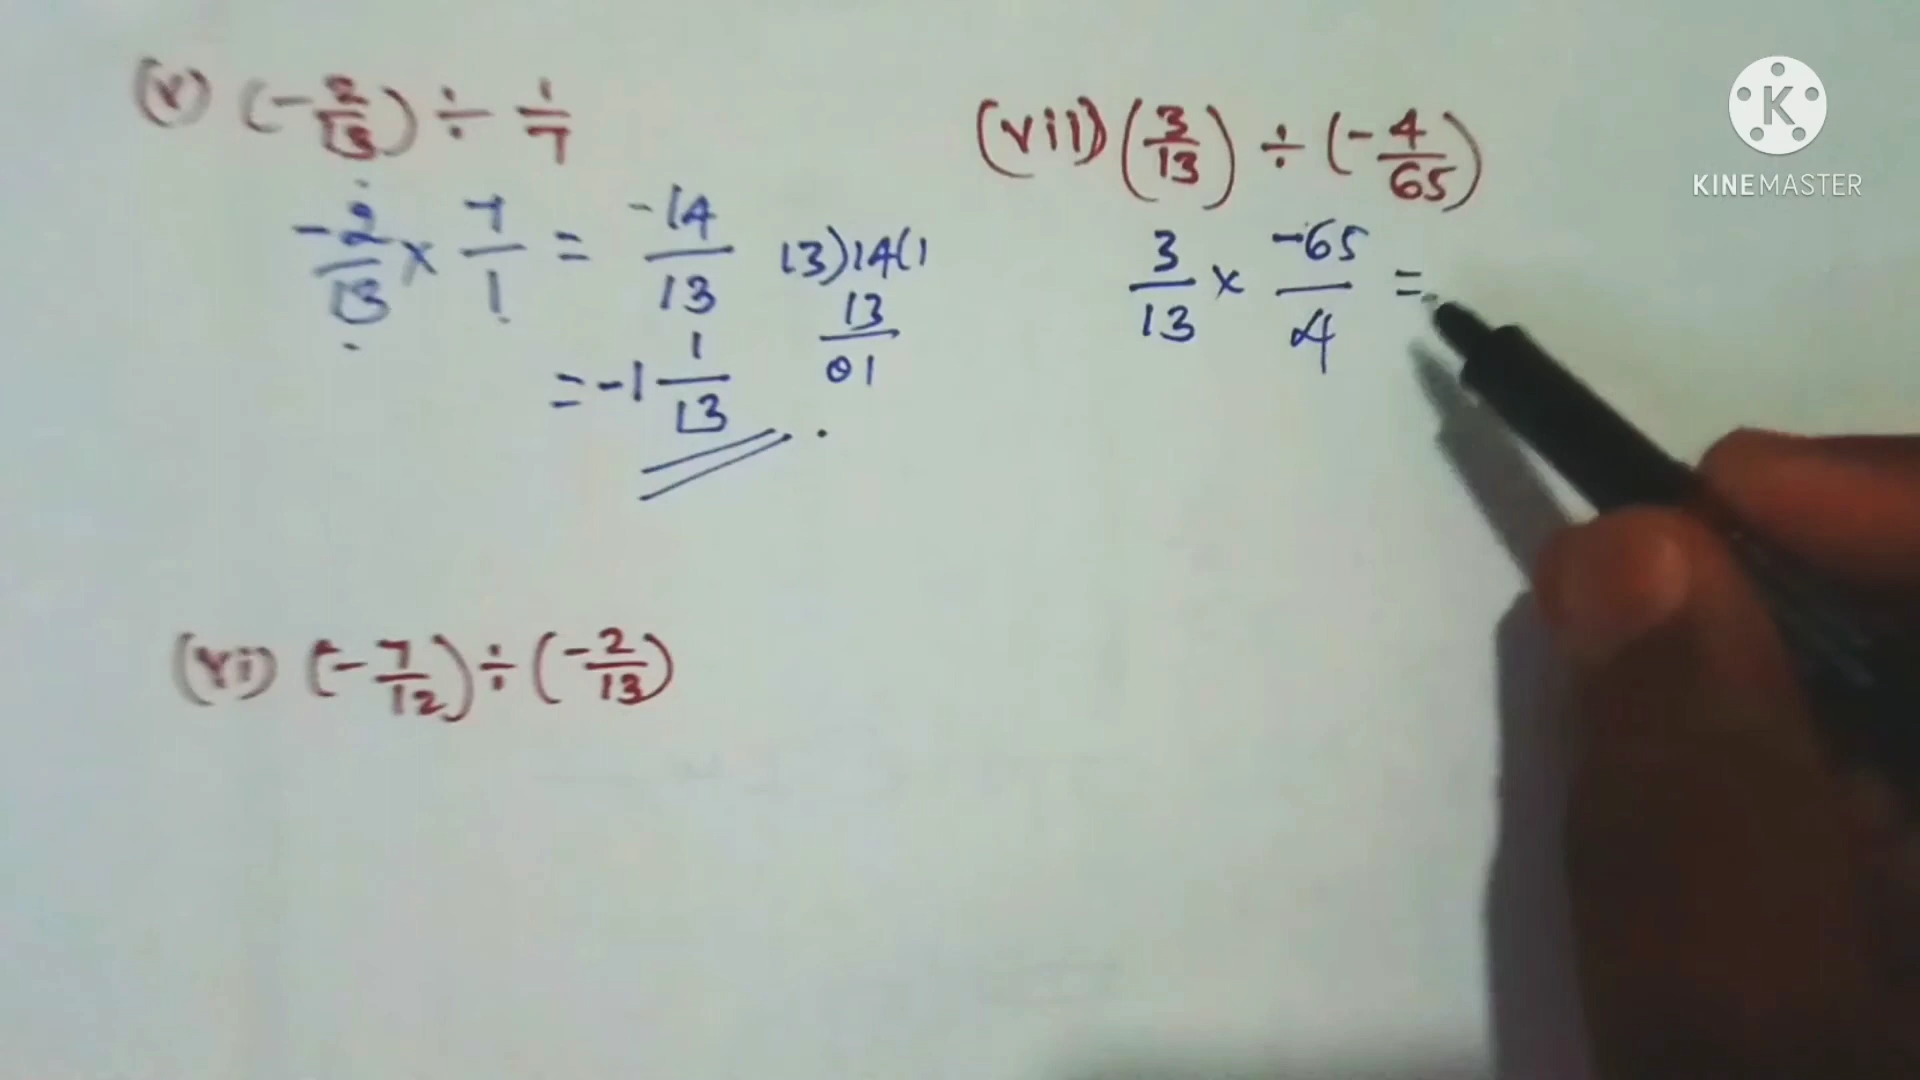 (v) (-2/13) ÷ 1/7
-2/13 × 7/1 = -14/13
= -1 1/13
13)14(1
13
01
(vi) (-7/12) ÷ (-2/13)
(vii) (3/13) ÷ (-4/65)
3/13 × -65/4 =
K
KINEMASTER